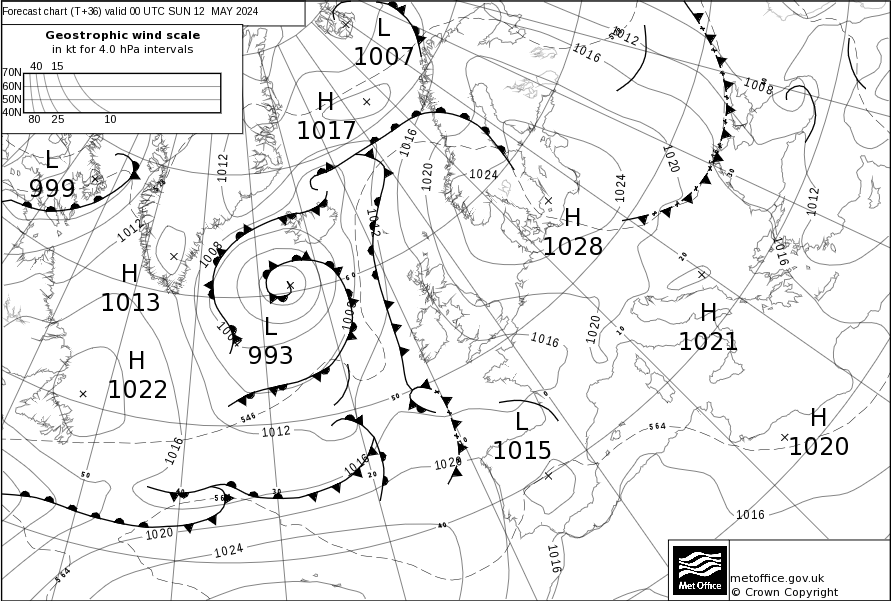 Forecast chart (T+36) valid 00 UTC SUN 12 MAY 2024
Geostrophic wind scale
in kt for 4.0 hPa intervals
40 15
70N
60N
50N
40N
80 25 10
L
1007
H
1017
L
999
H
1028
H
1013
L
993
H
1022
H
1021
L
1015
H
1020
1012
1016
1008
1016
1020
1012
1020
1024
1024
1012
1012
1012
1008
1016
1008
1016
1020
1004
1016
1012
1016
1020
1020
1024
1016
1016
546
564
564
60
50
50
40
30
20
20
10
0
Met Office
metoffice.gov.uk
© Crown Copyright